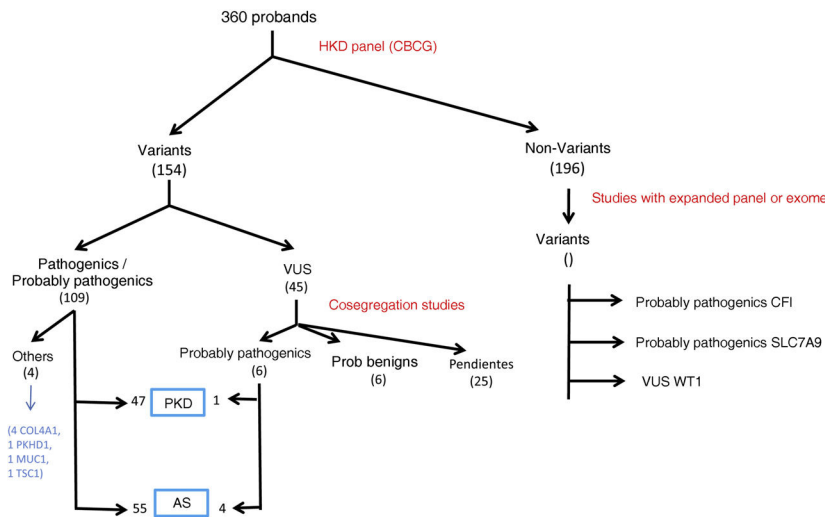 360 probands
HKD panel (CBCG)
Variants
(154)
Non-Variants
(196)
Studies with expanded panel or exome
Variants
()
Pathogenics /
Probably pathogenics
(109)
VUS
(45)
Cosegregation studies
Probably pathogenics CFI
Probably pathogenics SLC7A9
VUS WT1
Others
(4)
Probably pathogenics
(6)
Prob benigns
(6)
Pendientes
(25)
47
PKD
1
(4 COL4A1,
1 PKHD1,
1 MUC1,
1 TSC1)
55
AS
4